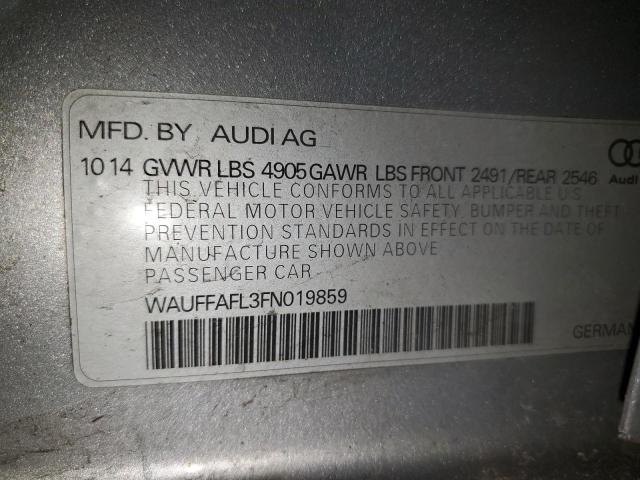 MFD. BY AUDI AG
10 14 GVWR LBS 4905 GAWR LBS FRONT 2491/REAR 2546
Audi
THIS VEHICLE CONFORMS TO ALL APPLICABLE U.S.
FEDERAL MOTOR VEHICLE SAFETY, BUMPER AND THEFT
PREVENTION STANDARDS IN EFFECT ON THE DATE OF
MANUFACTURE SHOWN ABOVE
PASSENGER CAR
WAUFFAFL3FN019859
GERMAN